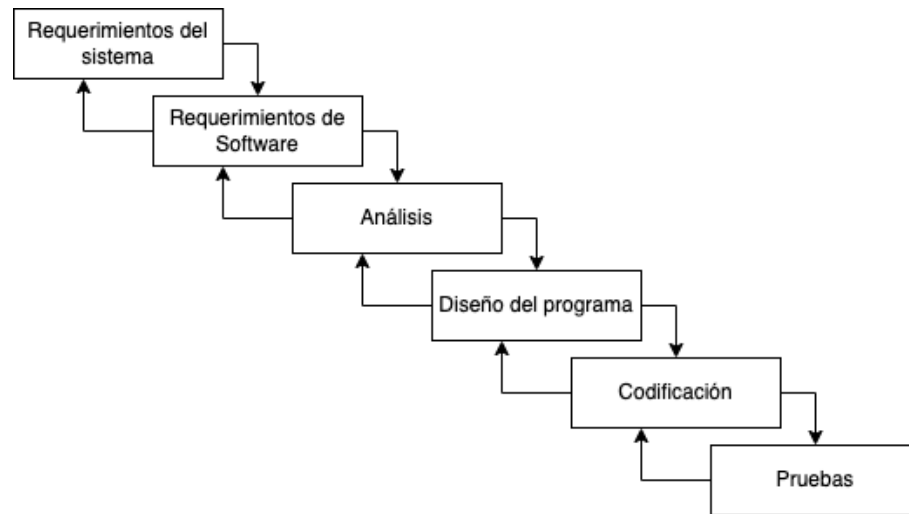 Requerimientos del
sistema
Requerimientos de
Software
Análisis
Diseño del programa
Codificación
Pruebas